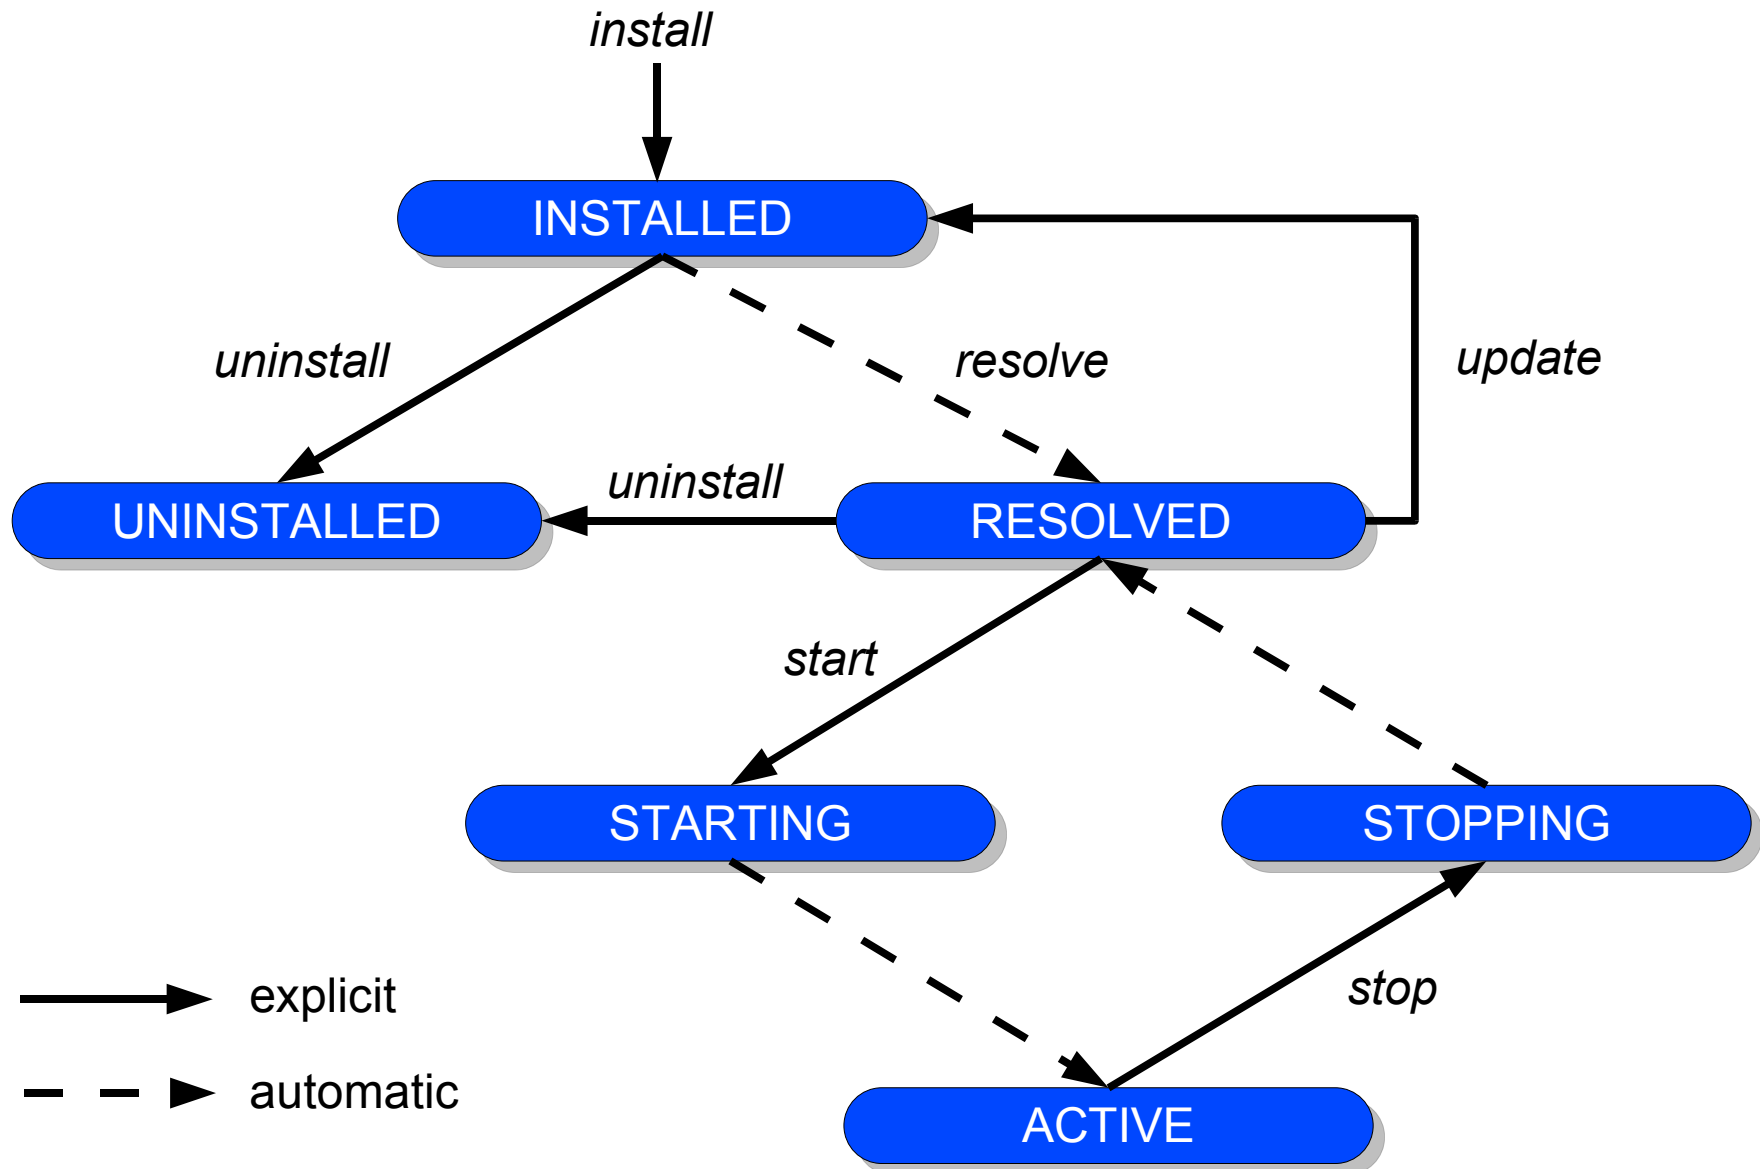 install
INSTALLED
uninstall
resolve
update
uninstall
UNINSTALLED
RESOLVED
start
STARTING
STOPPING
explicit
stop
automatic
ACTIVE